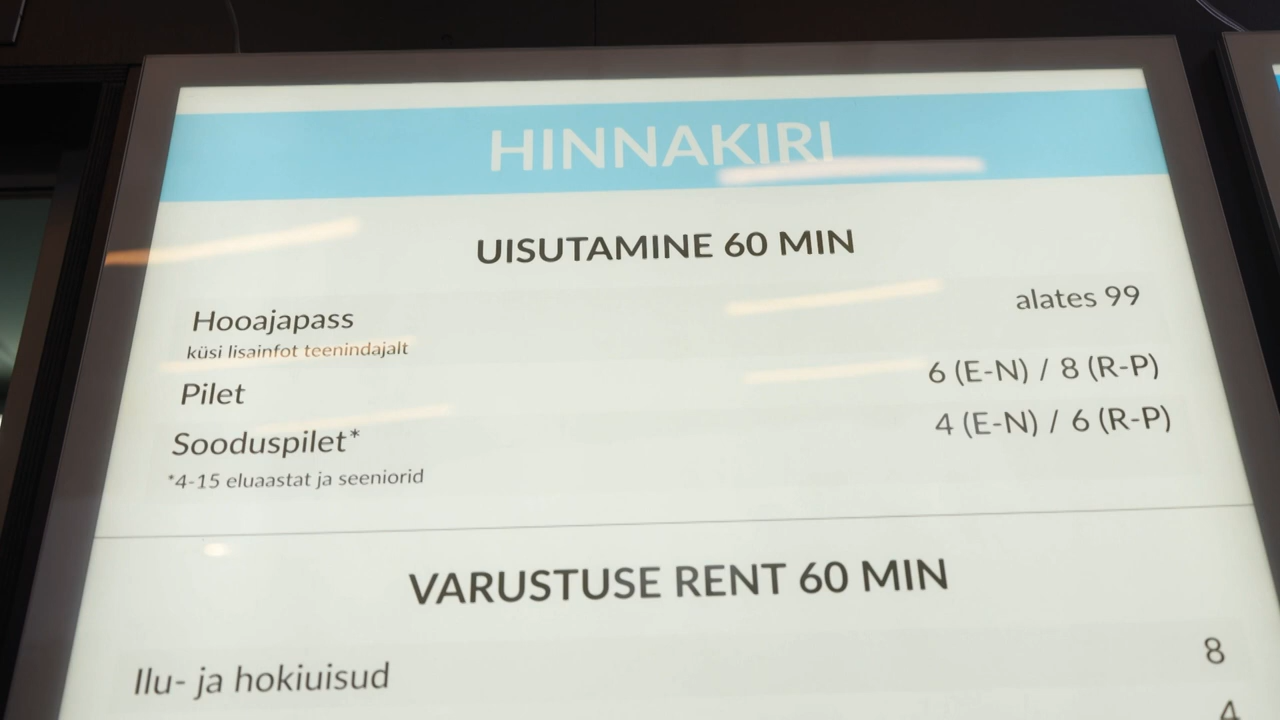 HINNAKIRI
UISUTAMINE 60 MIN
Hooajapass alates 99
küsi lisainfot teenindajalt
Pilet 6 (E-N) / 8 (R-P)
Sooduspilet* 4 (E-N) / 6 (R-P)
*4-15 eluaastat ja seeniorid
VARUSTUSE RENT 60 MIN
Ilu- ja hokiuisud 8
4